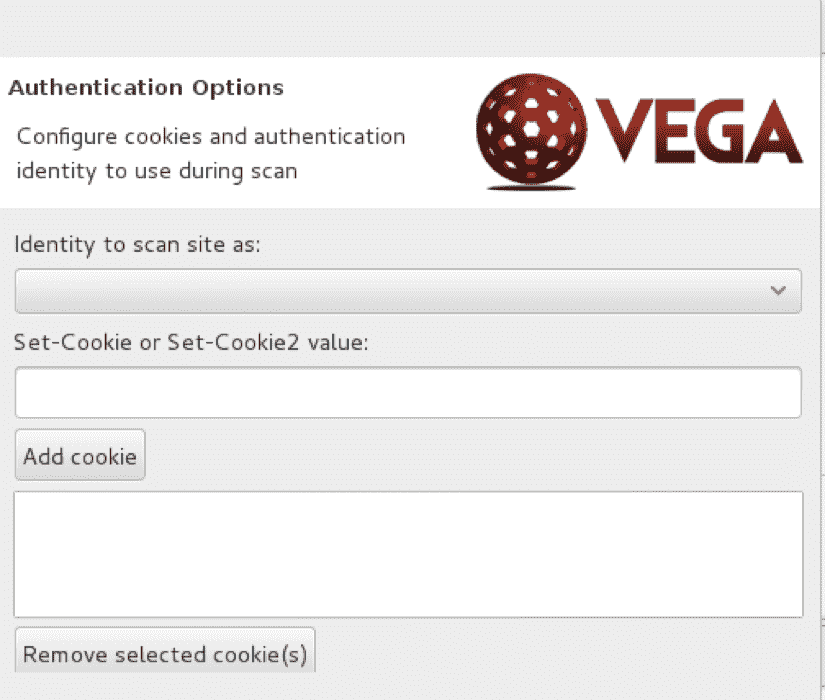 Authentication Options
Configure cookies and authentication
identity to use during scan
VEGA
Identity to scan site as:
Set-Cookie or Set-Cookie2 value:
Add cookie
Remove selected cookie(s)